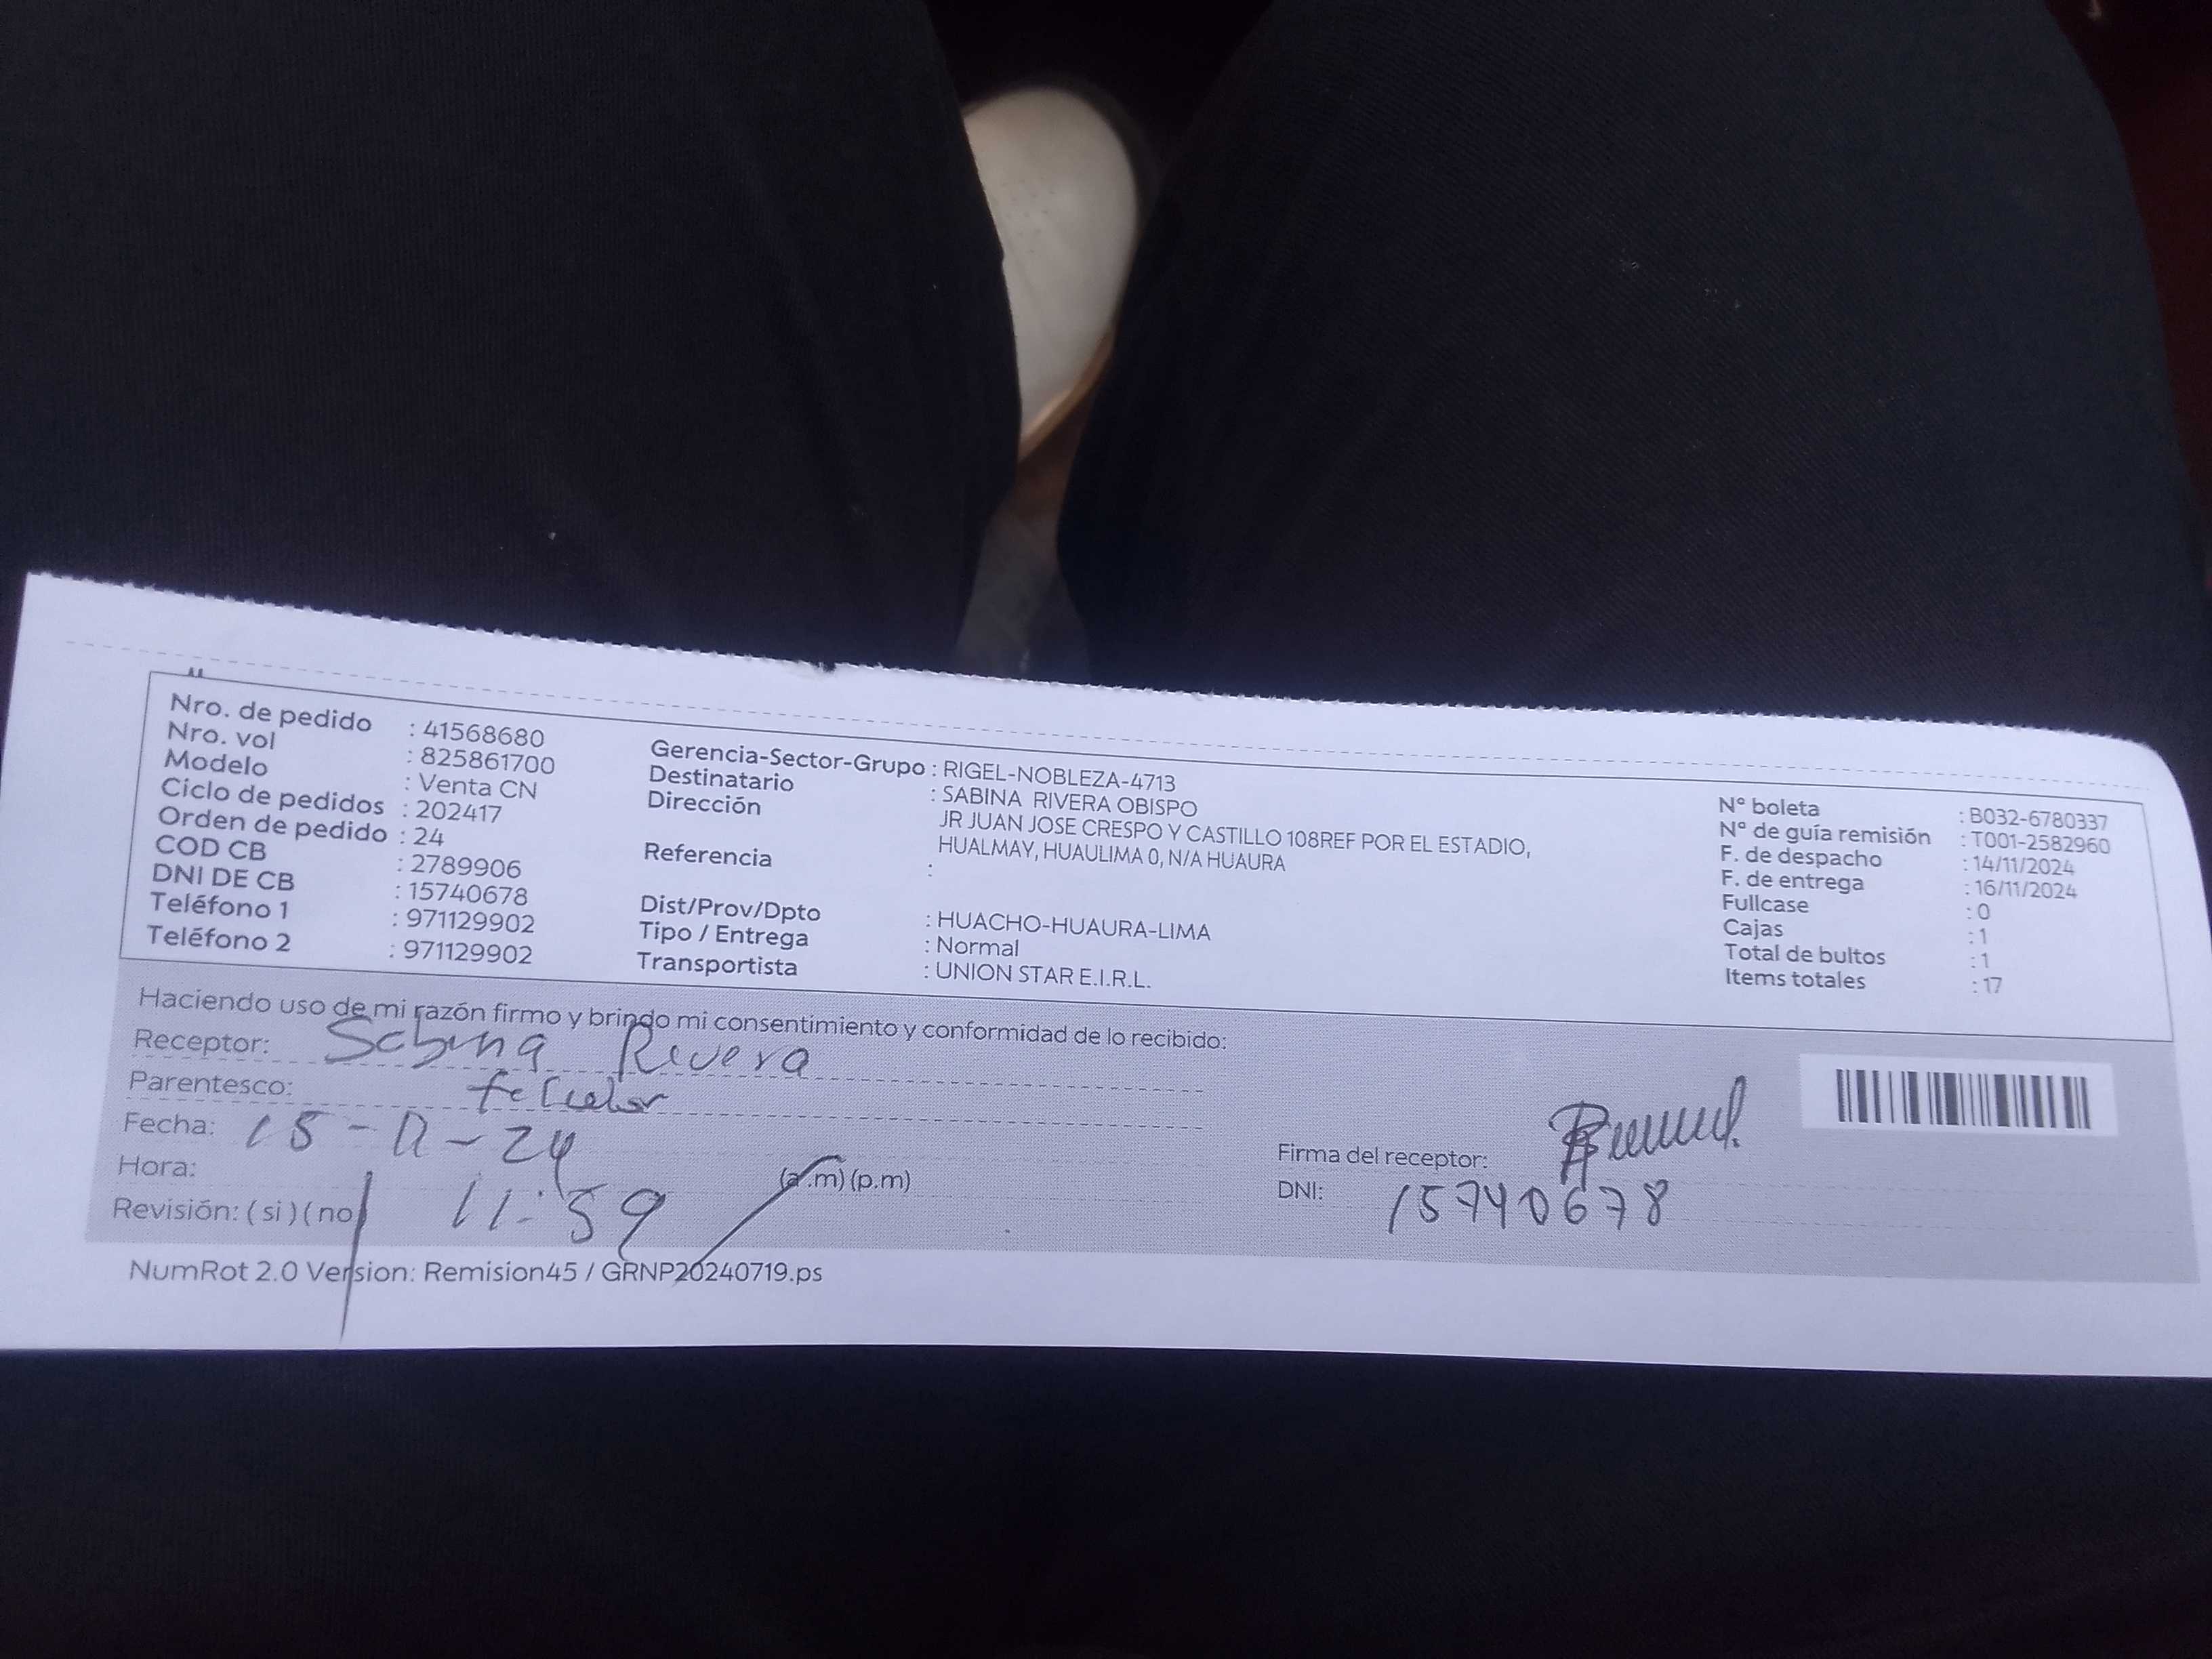 Nro. de pedido : 41568680
Nro. vol : 825861700
Modelo : Venta CN
Ciclo de pedidos : 202417
Orden de pedido : 24
COD CB : 2789906
DNI DE CB : 15740678
Teléfono 1 : 971129902
Teléfono 2 : 971129902
Gerencia-Sector-Grupo : RIGEL-NOBLEZA-4713
Destinatario : SABINA RIVERA OBISPO
Dirección JR JUAN JOSE CRESPO Y CASTILLO 108REF POR EL ESTADIO,
HUALMAY, HUAULIMA 0, N/A HUAURA
Referencia :
Dist/Prov/Dpto : HUACHO-HUAURA-LIMA
Tipo / Entrega : Normal
Transportista : UNION STAR E.I.R.L.
N° boleta : B032-6780337
N° de guía remisión : T001-2582960
F. de despacho : 14/11/2024
F. de entrega : 16/11/2024
Fullcase : 0
Cajas : 1
Total de bultos : 1
Items totales : 17
Haciendo uso de mi razón firmo y brindo mi consentimiento y conformidad de lo recibido:
Receptor: Sabina Rivera
Parentesco:
Fecha: 15-11-24
Hora: 11:59 (a.m) (p.m)
Revisión: ( si ) ( no )
Firma del receptor:
DNI: 15740678
NumRot 2.0 Version: Remision45 / GRNP20240719.ps